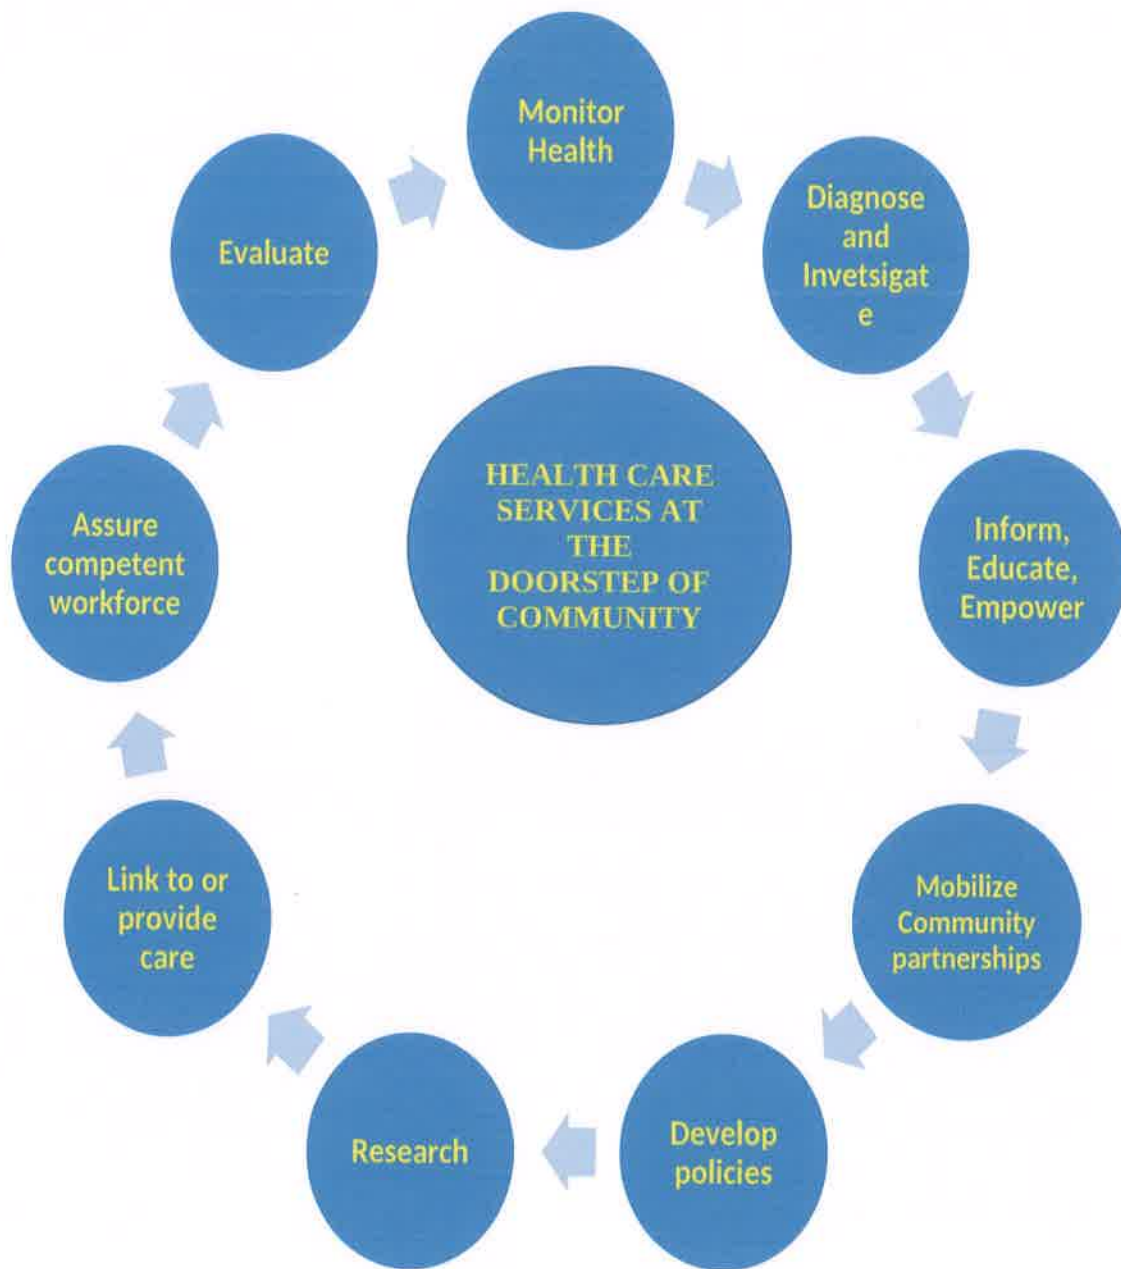 Monitor
Health
Diagnose
and
Invetsigat
e
Inform,
Educate,
Empower
Mobilize
Community
partnerships
Develop
policies
Research
Link to or
provide
care
Assure
competent
workforce
Evaluate
HEALTH CARE
SERVICES AT
THE
DOORSTEP OF
COMMUNITY